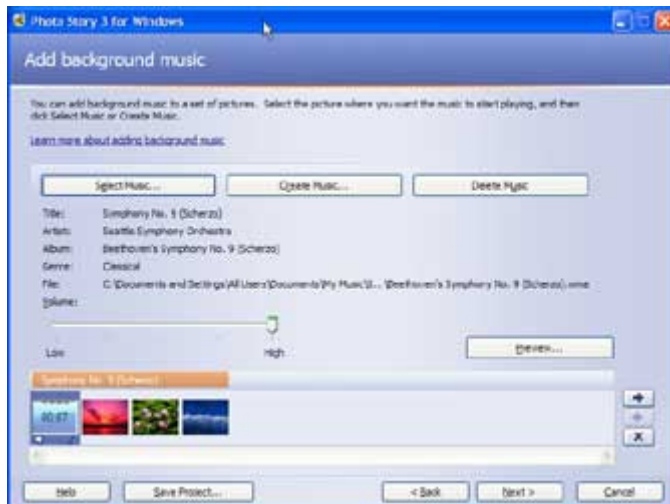 Photo Story 3 for Windows
Add background music
You can add background music to a set of pictures. Select the picture where you want the music to start playing, and then
click Select Music or Create Music.
Learn more about adding background music
Select Music... Create Music... Delete Music
Title: Symphony No. 9 (Scherzo)
Artist: Seattle Symphony Orchestra
Album: Beethoven's Symphony No. 9 (Scherzo)
Genre: Classical
File: C:\Documents and Settings\All Users\Documents\My Music\... \Beethoven's Symphony No. 9 (Scherzo).wma
Volume:
Low High
Preview...
Symphony No. 9 (Scherzo)
Help Save Project... < Back Next > Cancel